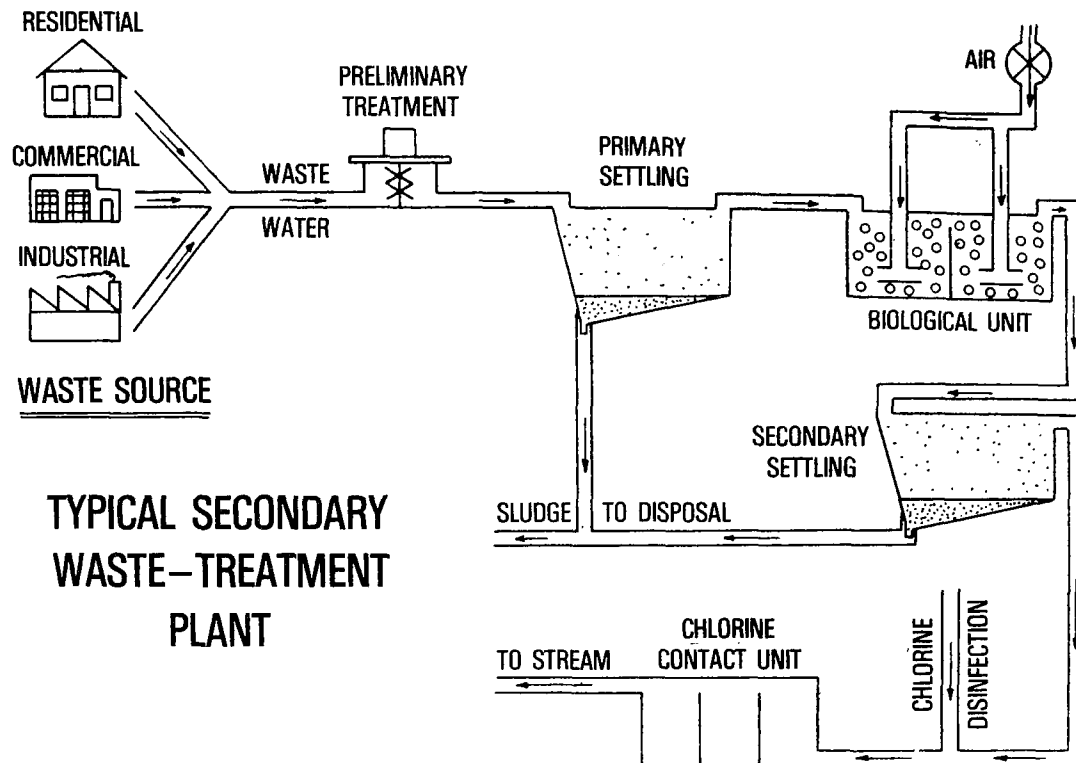 RESIDENTIAL
COMMERCIAL
INDUSTRIAL
WASTE SOURCE
WASTE
WATER
PRELIMINARY
TREATMENT
PRIMARY
SETTLING
AIR
BIOLOGICAL UNIT
SECONDARY
SETTLING
SLUDGE TO DISPOSAL
TYPICAL SECONDARY
WASTE–TREATMENT
PLANT
TO STREAM
CHLORINE
CONTACT UNIT
CHLORINE
DISINFECTION